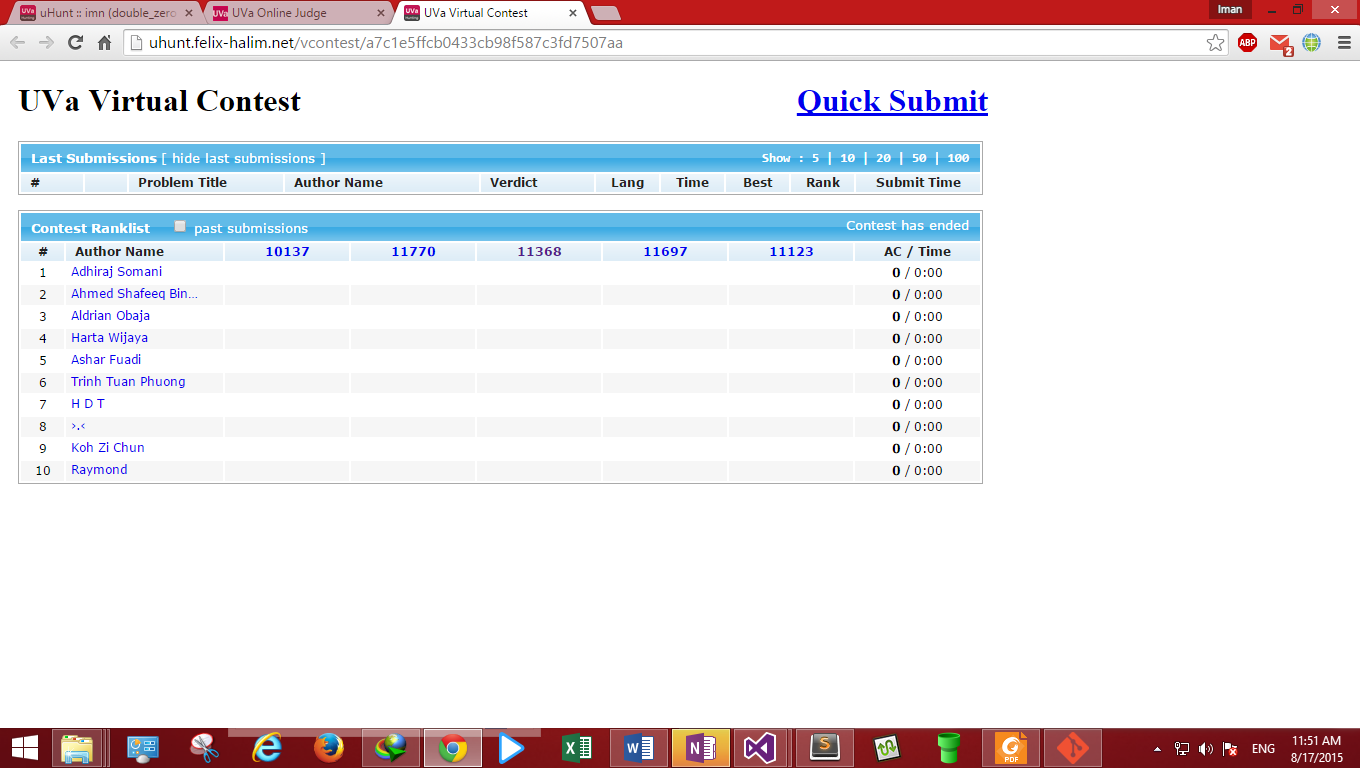 uHunt :: imn (double_zero
UVa Online Judge
UVa Virtual Contest
Iman
uhunt.felix-halim.net/vcontest/a7c1e5ffcb0433cb98f587c3fd7507aa
ABP
2
UVa Virtual Contest
Quick Submit
Last Submissions [ hide last submissions ]
Show : 5 | 10 | 20 | 50 | 100
# Problem Title Author Name Verdict Lang Time Best Rank Submit Time
Contest Ranklist past submissions
Contest has ended
# Author Name 10137 11770 11368 11697 11123 AC / Time
1 Adhiraj Somani 0 / 0:00
2 Ahmed Shafeeq Bin... 0 / 0:00
3 Aldrian Obaja 0 / 0:00
4 Harta Wijaya 0 / 0:00
5 Ashar Fuadi 0 / 0:00
6 Trinh Tuan Phuong 0 / 0:00
7 H D T 0 / 0:00
8 >.< 0 / 0:00
9 Koh Zi Chun 0 / 0:00
10 Raymond 0 / 0:00
ENG
11:51 AM
8/17/2015